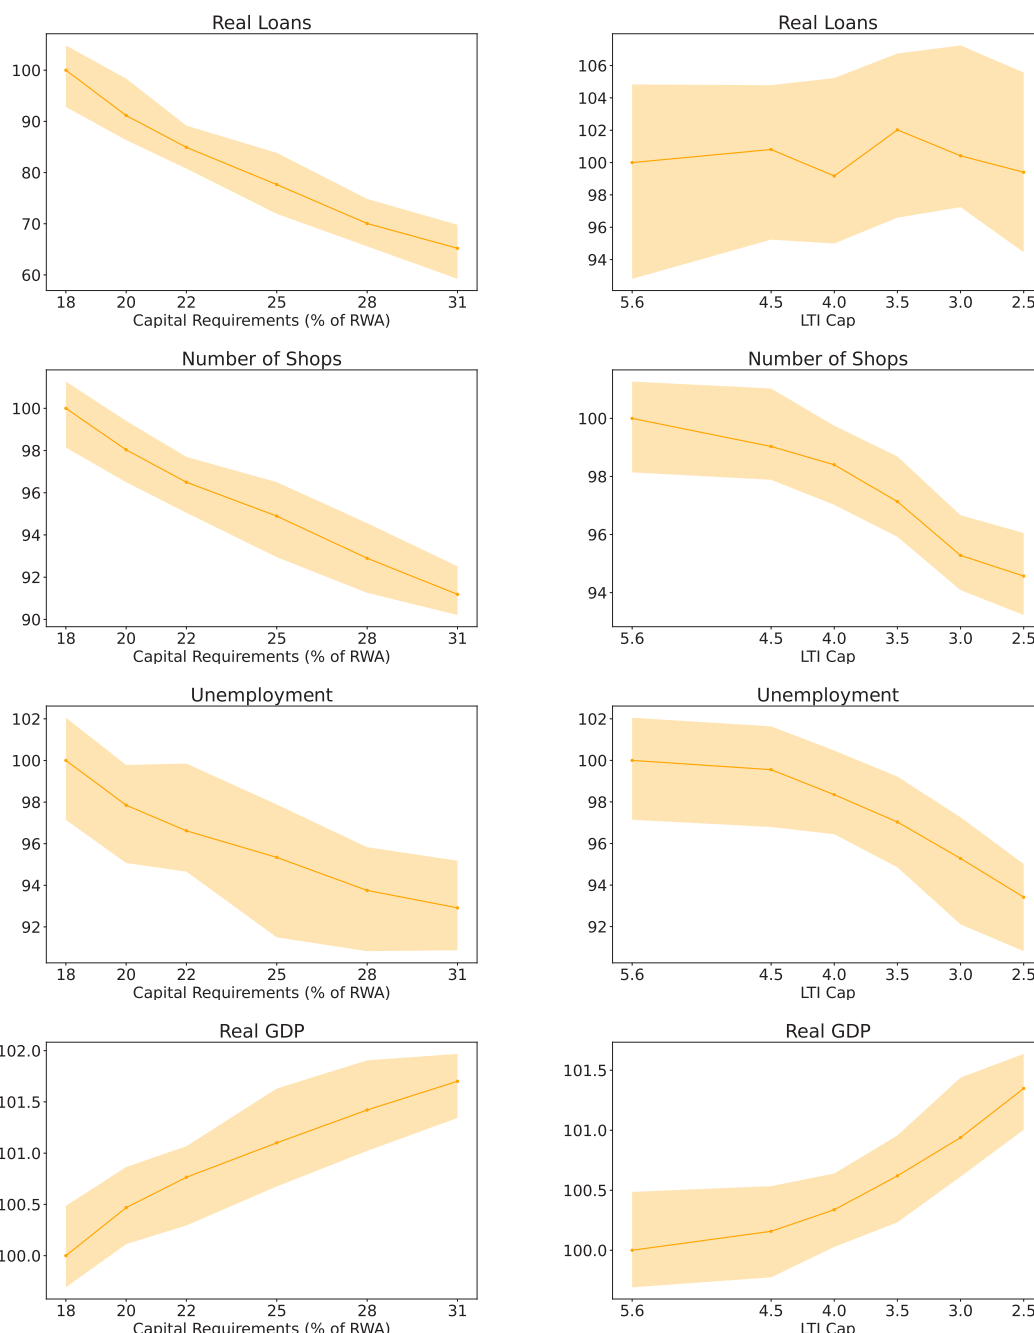 Real Loans
100
90
80
70
60
18 20 22 25 28 31
Capital Requirements (% of RWA)
Real Loans
106
104
102
100
98
96
94
5.6 4.5 4.0 3.5 3.0 2.5
LTI Cap
Number of Shops
100
98
96
94
92
90
18 20 22 25 28 31
Capital Requirements (% of RWA)
Number of Shops
100
98
96
94
5.6 4.5 4.0 3.5 3.0 2.5
LTI Cap
Unemployment
102
100
98
96
94
92
18 20 22 25 28 31
Capital Requirements (% of RWA)
Unemployment
102
100
98
96
94
92
5.6 4.5 4.0 3.5 3.0 2.5
LTI Cap
Real GDP
102.0
101.5
101.0
100.5
100.0
18 20 22 25 28 31
Capital Requirements (% of RWA)
Real GDP
101.5
101.0
100.5
100.0
5.6 4.5 4.0 3.5 3.0 2.5
LTI Cap